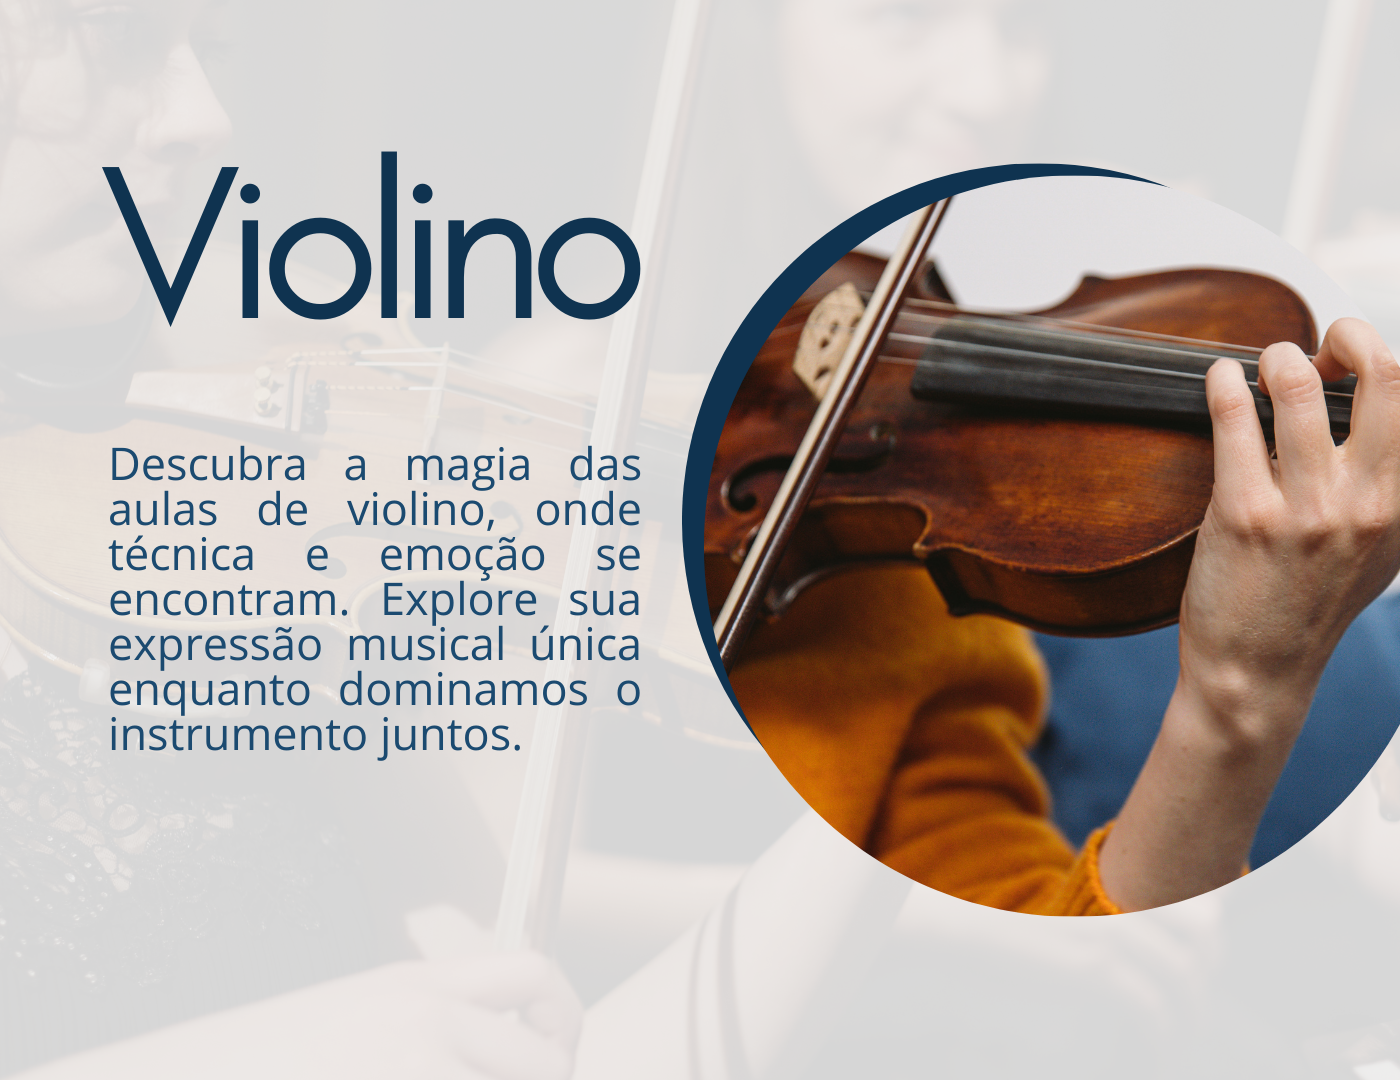 Violino
Descubra a magia das
aulas de violino, onde
técnica e emoção se
encontram. Explore sua
expressão musical única
enquanto dominamos o
instrumento juntos.